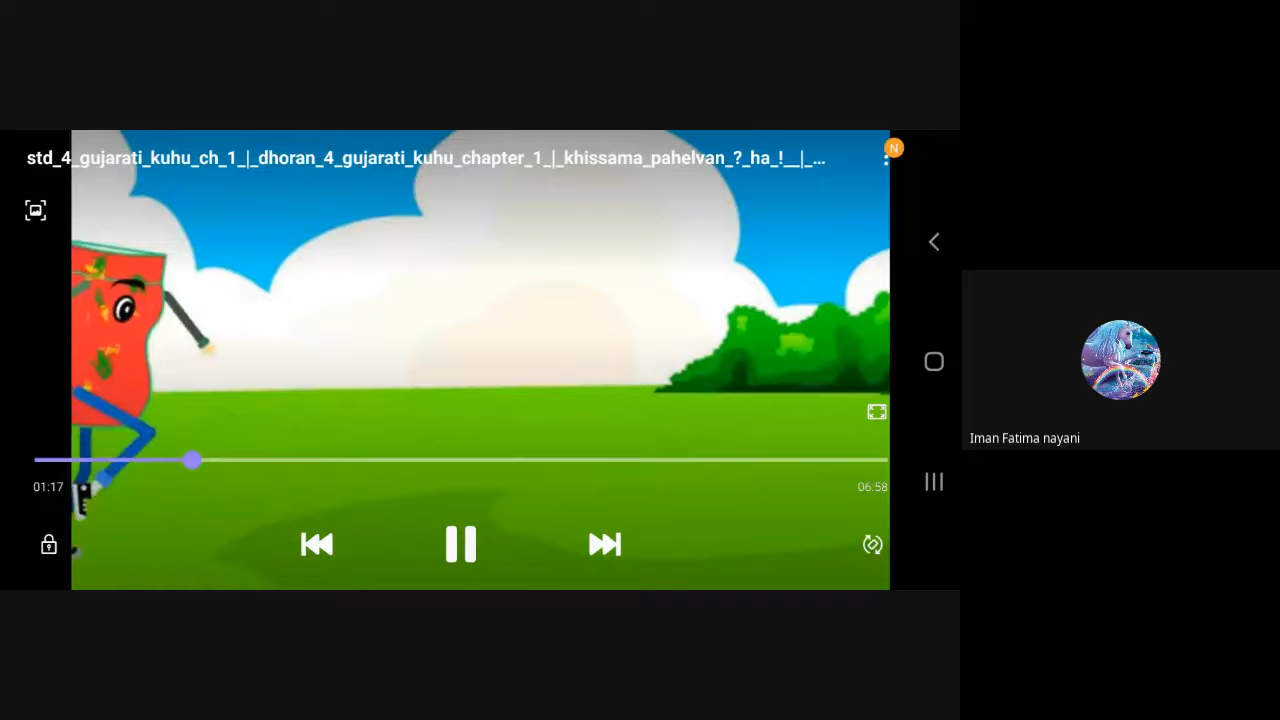 std_4_gujarati_kuhu_ch_1_|_dhoran_4_gujarati_kuhu_chapter_1_|_khissama_pahelvan_?_ha_!__|_...
N
01:17
06:58
Iman Fatima nayani